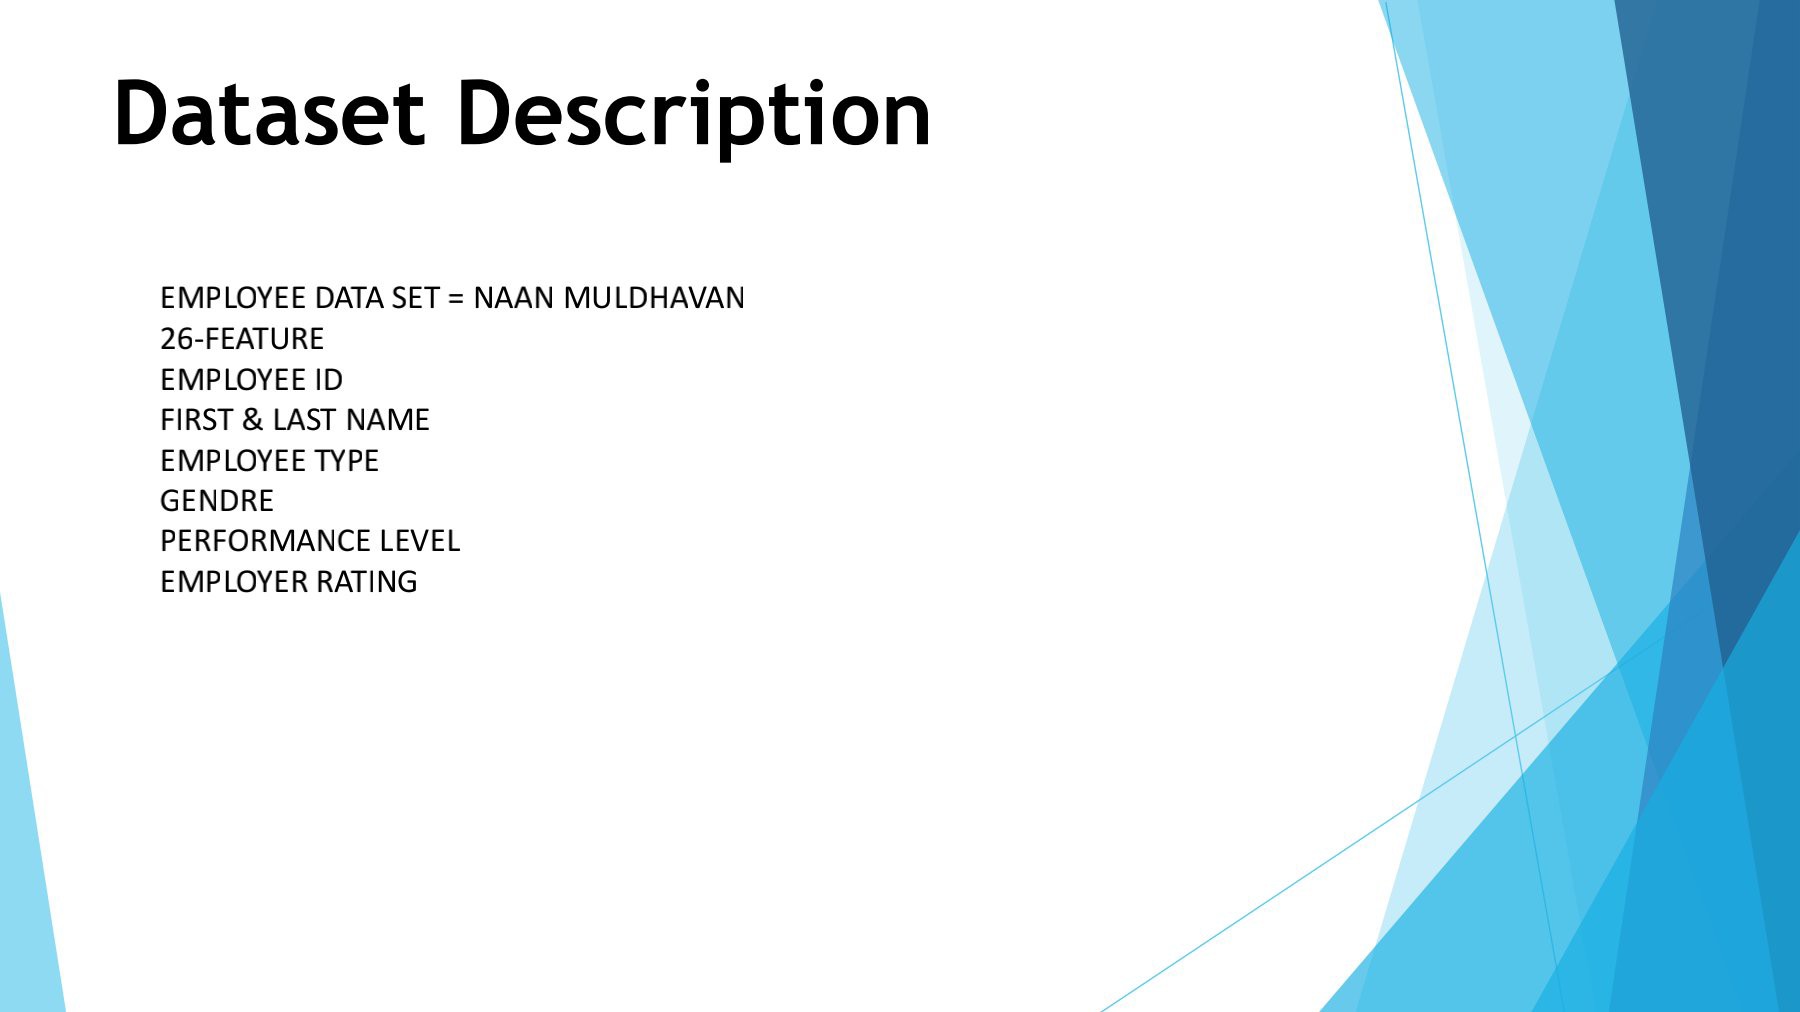 Dataset Description
EMPLOYEE DATA SET = NAAN MULDHAVAN
26-FEATURE
EMPLOYEE ID
FIRST & LAST NAME
EMPLOYEE TYPE
GENDRE
PERFORMANCE LEVEL
EMPLOYER RATING